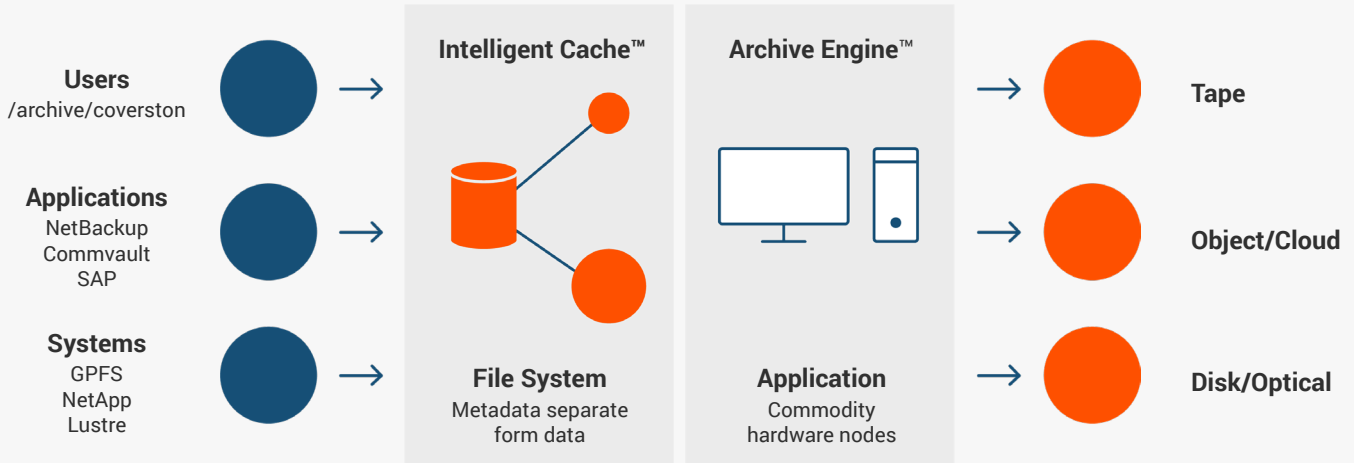 Users
/archive/coverston
Applications
NetBackup
Commvault
SAP
Systems
GPFS
NetApp
Lustre
Intelligent Cache™
File System
Metadata separate
form data
Archive Engine™
Application
Commodity
hardware nodes
Tape
Object/Cloud
Disk/Optical